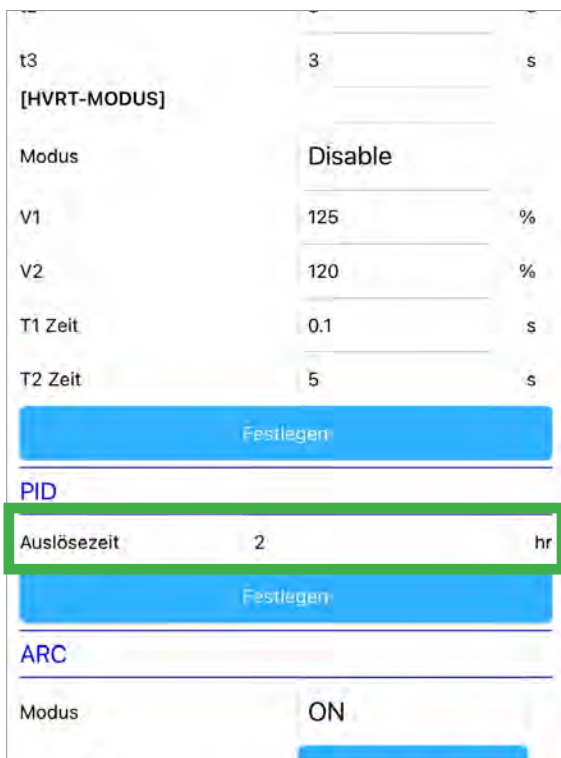 t3 3 s
[HVRT-MODUS]
Modus Disable
V1 125 %
V2 120 %
T1 Zeit 0.1 s
T2 Zeit 5 s
Festlegen
PID
Auslösezeit 2 hr
Festlegen
ARC
Modus ON